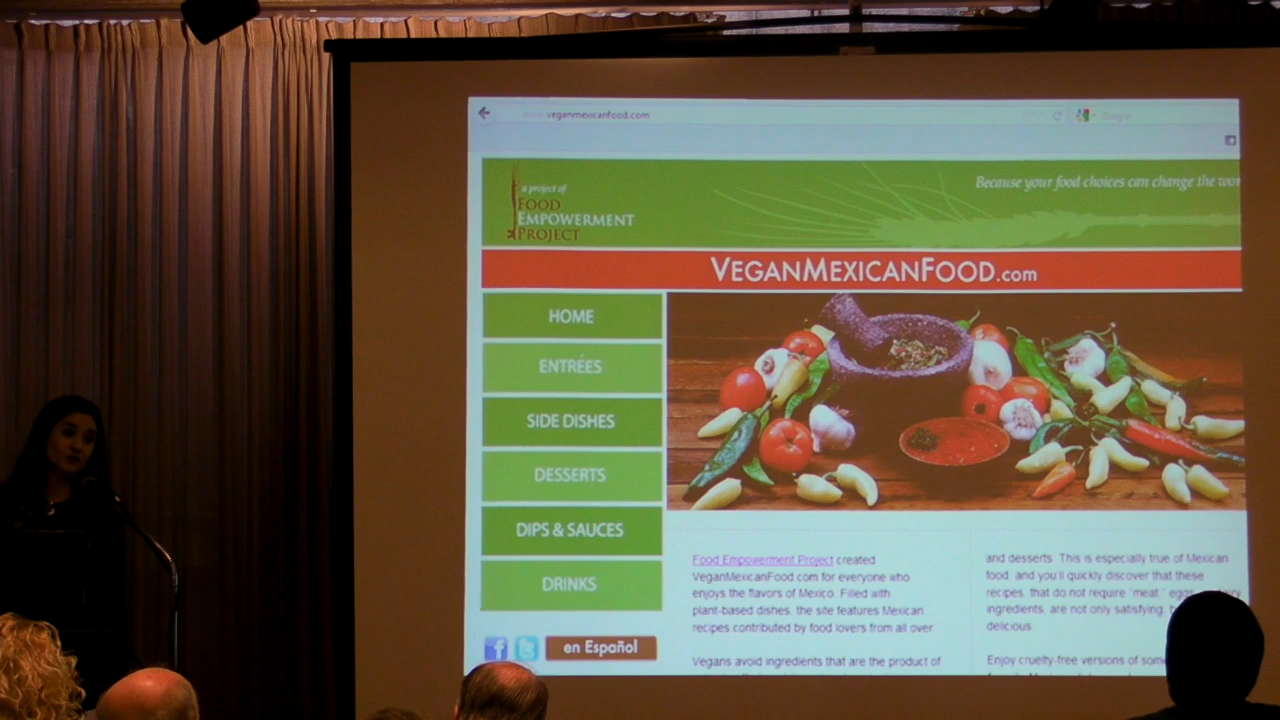 veganmexicanfood.com
Google
Because your food choices can change the
a project of
FOOD
EMPOWERMENT
PROJECT
VEGANMEXICANFOOD.com
HOME
ENTRÉES
SIDE DISHES
DESSERTS
DIPS & SAUCES
DRINKS
en Español
Food Empowerment Project created
VeganMexicanFood.com for everyone who
enjoys the flavors of Mexico. Filled with
plant-based dishes, the site features Mexican
recipes contributed by food lovers from all over
Vegans avoid ingredients that are the product of
and desserts. This is especially true of Mexican
food, and you'll quickly discover that these
recipes, that do not require "meat," eggs,
ingredients, are not only satisfying,
delicious.
Enjoy cruelty-free versions of